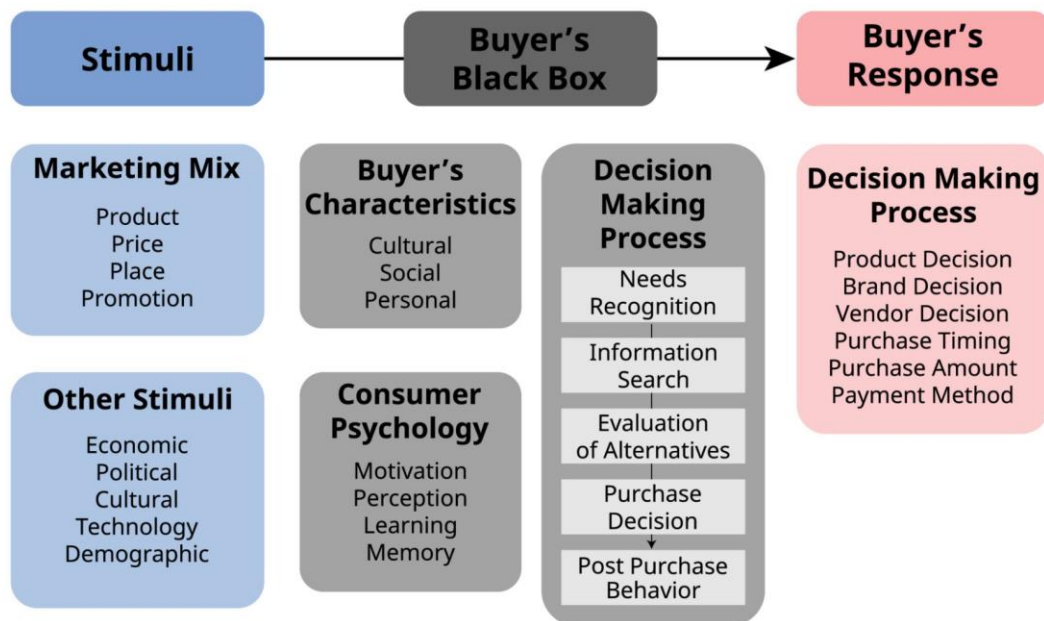 Stimuli
Buyer’s
Black Box
Buyer’s
Response
Marketing Mix
Product
Price
Place
Promotion
Other Stimuli
Economic
Political
Cultural
Technology
Demographic
Buyer’s
Characteristics
Cultural
Social
Personal
Consumer
Psychology
Motivation
Perception
Learning
Memory
Decision
Making
Process
Needs
Recognition
Information
Search
Evaluation
of Alternatives
Purchase
Decision
Post Purchase
Behavior
Decision Making
Process
Product Decision
Brand Decision
Vendor Decision
Purchase Timing
Purchase Amount
Payment Method